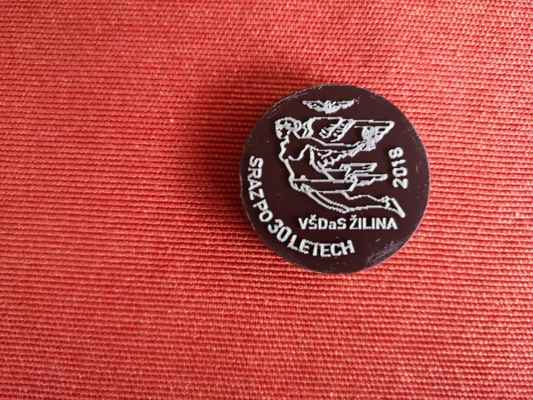 VŠDaS ŽILINA
SRAZ PO 30 LETECH
2018